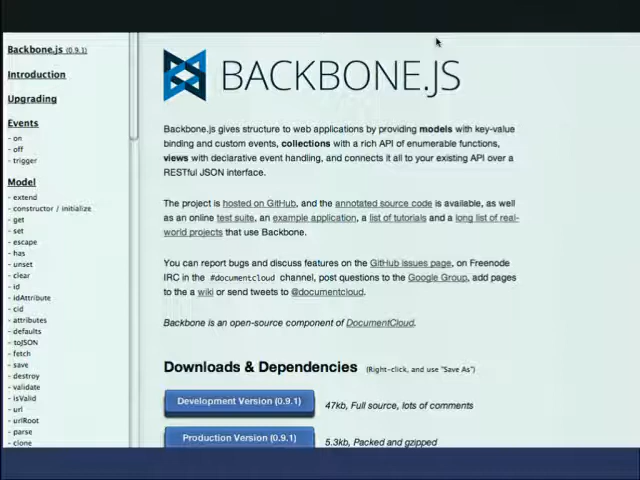 Backbone.js (0.9.1)
Introduction
Upgrading
Events
- on
- off
- trigger
Model
- extend
- constructor / initialize
- get
- set
- escape
- has
- unset
- clear
- id
- idAttribute
- cid
- attributes
- defaults
- toJSON
- fetch
- save
- destroy
- validate
- isValid
- url
- urlRoot
- parse
- clone
BACKBONE.JS
Backbone.js gives structure to web applications by providing models with key-value
binding and custom events, collections with a rich API of enumerable functions,
views with declarative event handling, and connects it all to your existing API over a
RESTful JSON interface.
The project is hosted on GitHub, and the annotated source code is available, as well
as an online test suite, an example application, a list of tutorials and a long list of real-
world projects that use Backbone.
You can report bugs and discuss features on the GitHub issues page, on Freenode
IRC in the #documentcloud channel, post questions to the Google Group, add pages
to the a wiki or send tweets to @documentcloud.
Backbone is an open-source component of DocumentCloud.
Downloads & Dependencies (Right-click, and use "Save As")
Development Version (0.9.1) 47kb, Full source, lots of comments
Production Version (0.9.1) 5.3kb, Packed and gzipped